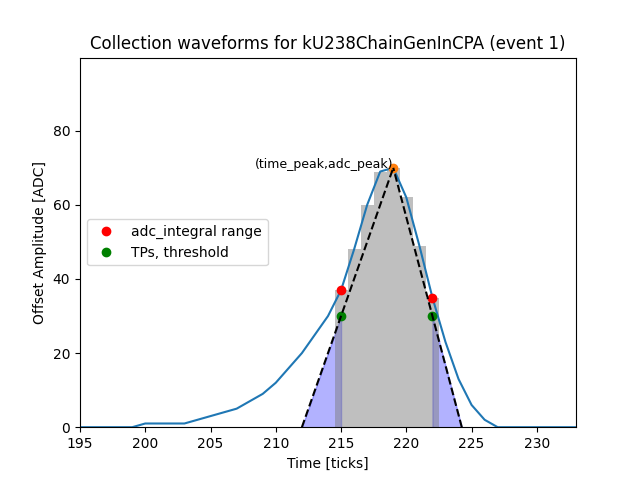 Collection waveforms for kU238ChainGenInCPA (event 1)
80
60
40
20
0
Offset Amplitude [ADC]
(time_peak,adc_peak)
adc_integral range
TPs, threshold
195 200 205 210 215 220 225 230
Time [ticks]